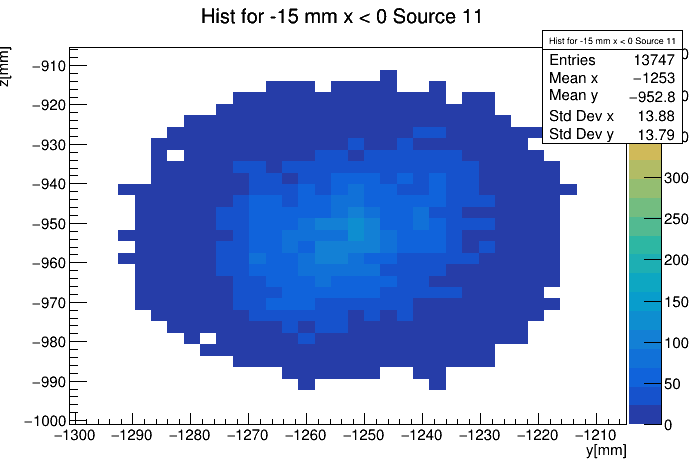 Hist for -15 mm x < 0 Source 11
z[mm]
Hist for -15 mm x < 0 Source 11
Entries 13747
Mean x −1253
Mean y −952.8
Std Dev x 13.88
Std Dev y 13.79
−910
−920
−930
−940
−950
−960
−970
−980
−990
−1000
300
250
200
150
100
50
0
−1300 −1290 −1280 −1270 −1260 −1250 −1240 −1230 −1220 −1210
y[mm]